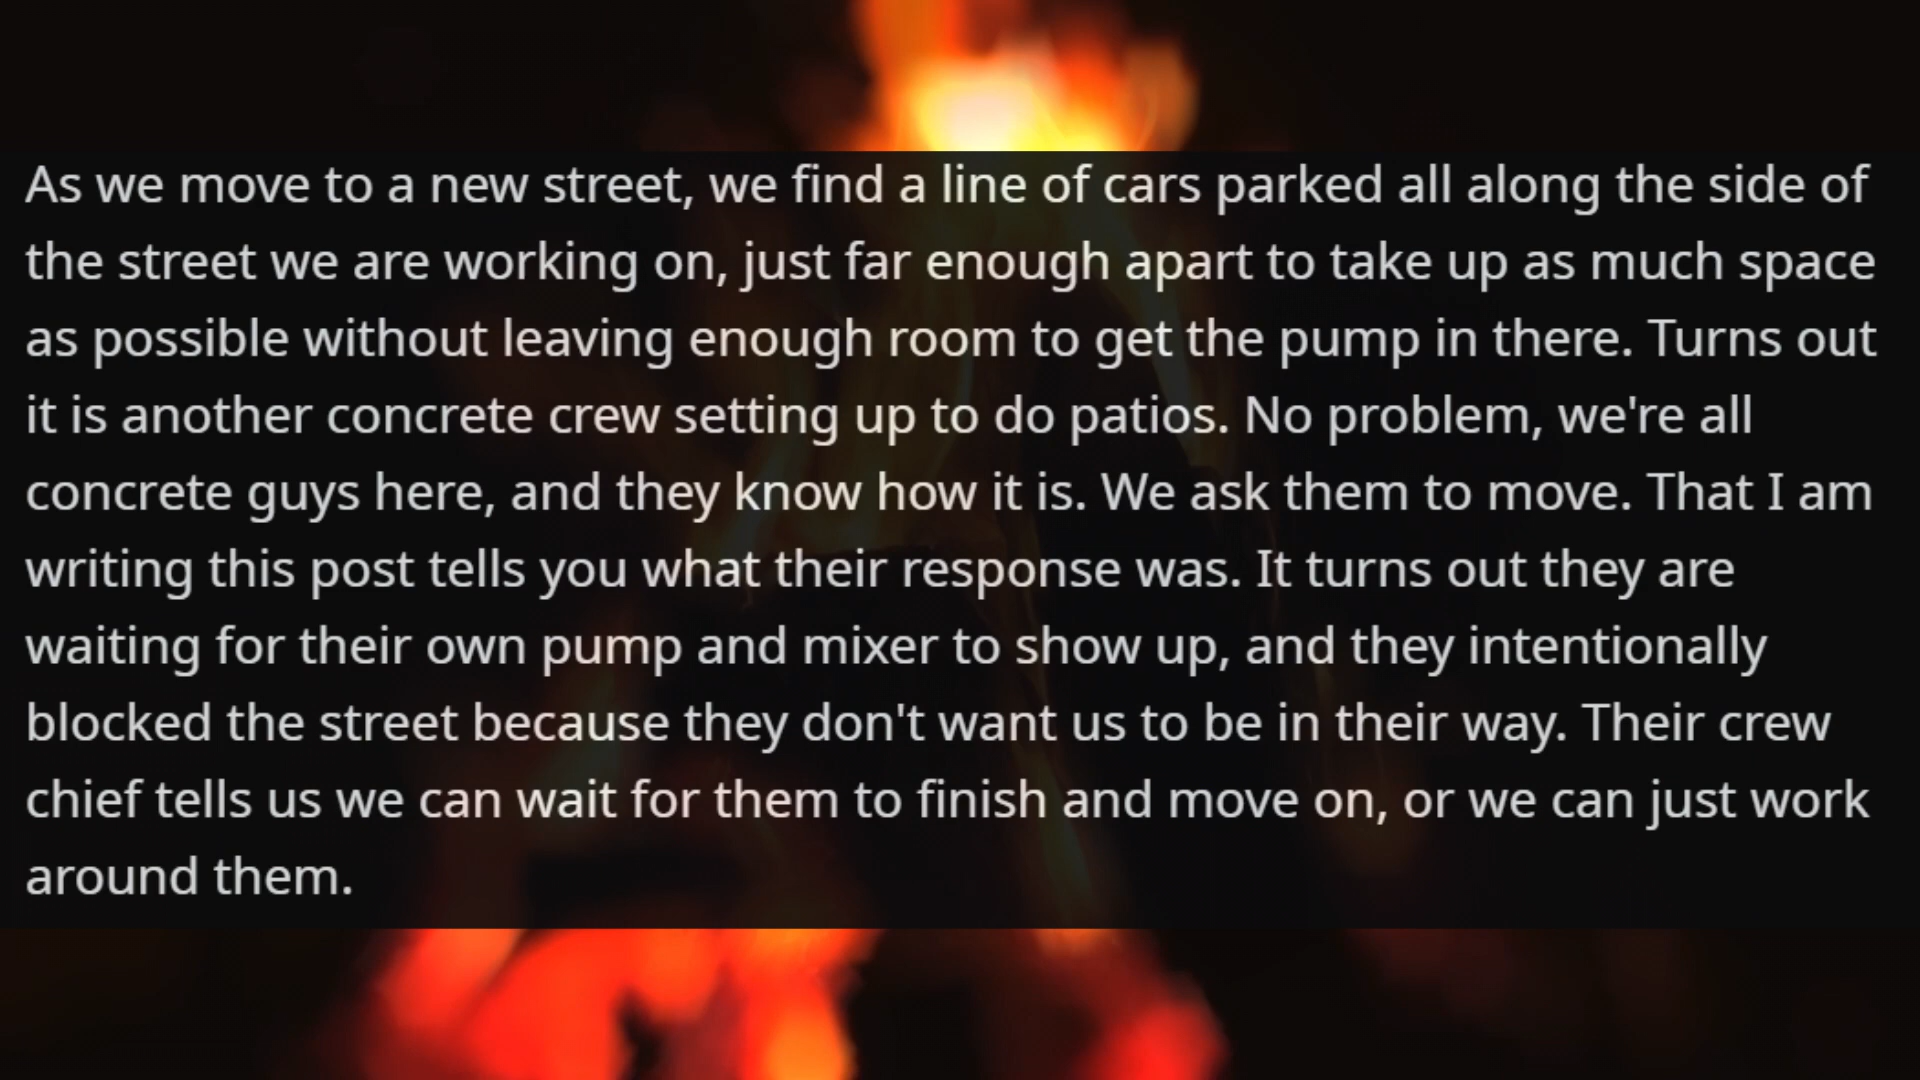 As we move to a new street, we find a line of cars parked all along the side of
the street we are working on, just far enough apart to take up as much space
as possible without leaving enough room to get the pump in there. Turns out
it is another concrete crew setting up to do patios. No problem, we're all
concrete guys here, and they know how it is. We ask them to move. That I am
writing this post tells you what their response was. It turns out they are
waiting for their own pump and mixer to show up, and they intentionally
blocked the street because they don't want us to be in their way. Their crew
chief tells us we can wait for them to finish and move on, or we can just work
around them.